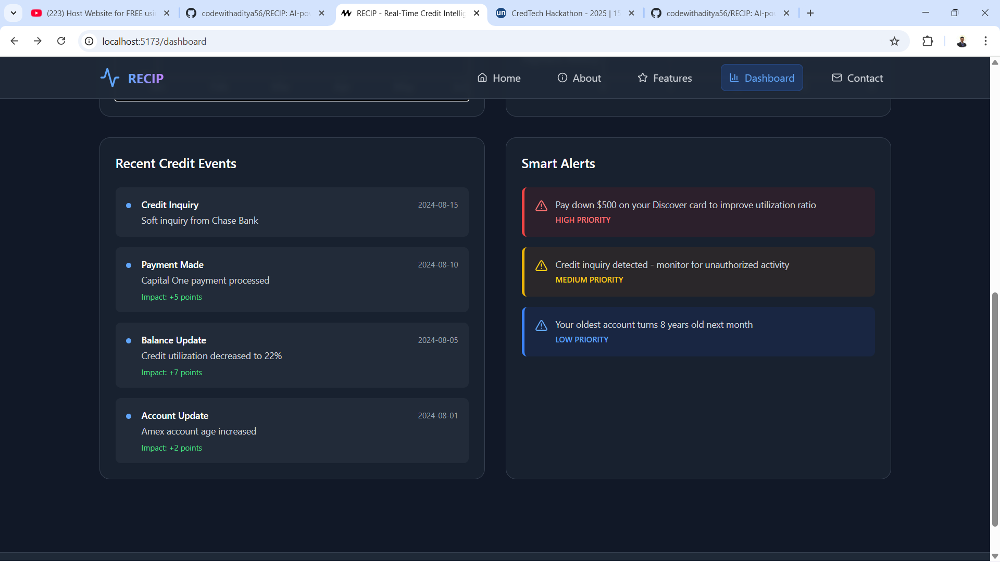 (223) Host Website for FREE usi
codewithaditya56/RECIP: AI-po
RECIP - Real-Time Credit Intellig
un
CredTech Hackathon - 2025 | 15
codewithaditya56/RECIP: AI-po
localhost:5173/dashboard
RECIP
Home
About
Features
Dashboard
Contact
Recent Credit Events
Credit Inquiry
2024-08-15
Soft inquiry from Chase Bank
Payment Made
2024-08-10
Capital One payment processed
Impact: +5 points
Balance Update
2024-08-05
Credit utilization decreased to 22%
Impact: +7 points
Account Update
2024-08-01
Amex account age increased
Impact: +2 points
Smart Alerts
Pay down $500 on your Discover card to improve utilization ratio
HIGH PRIORITY
Credit inquiry detected - monitor for unauthorized activity
MEDIUM PRIORITY
Your oldest account turns 8 years old next month
LOW PRIORITY